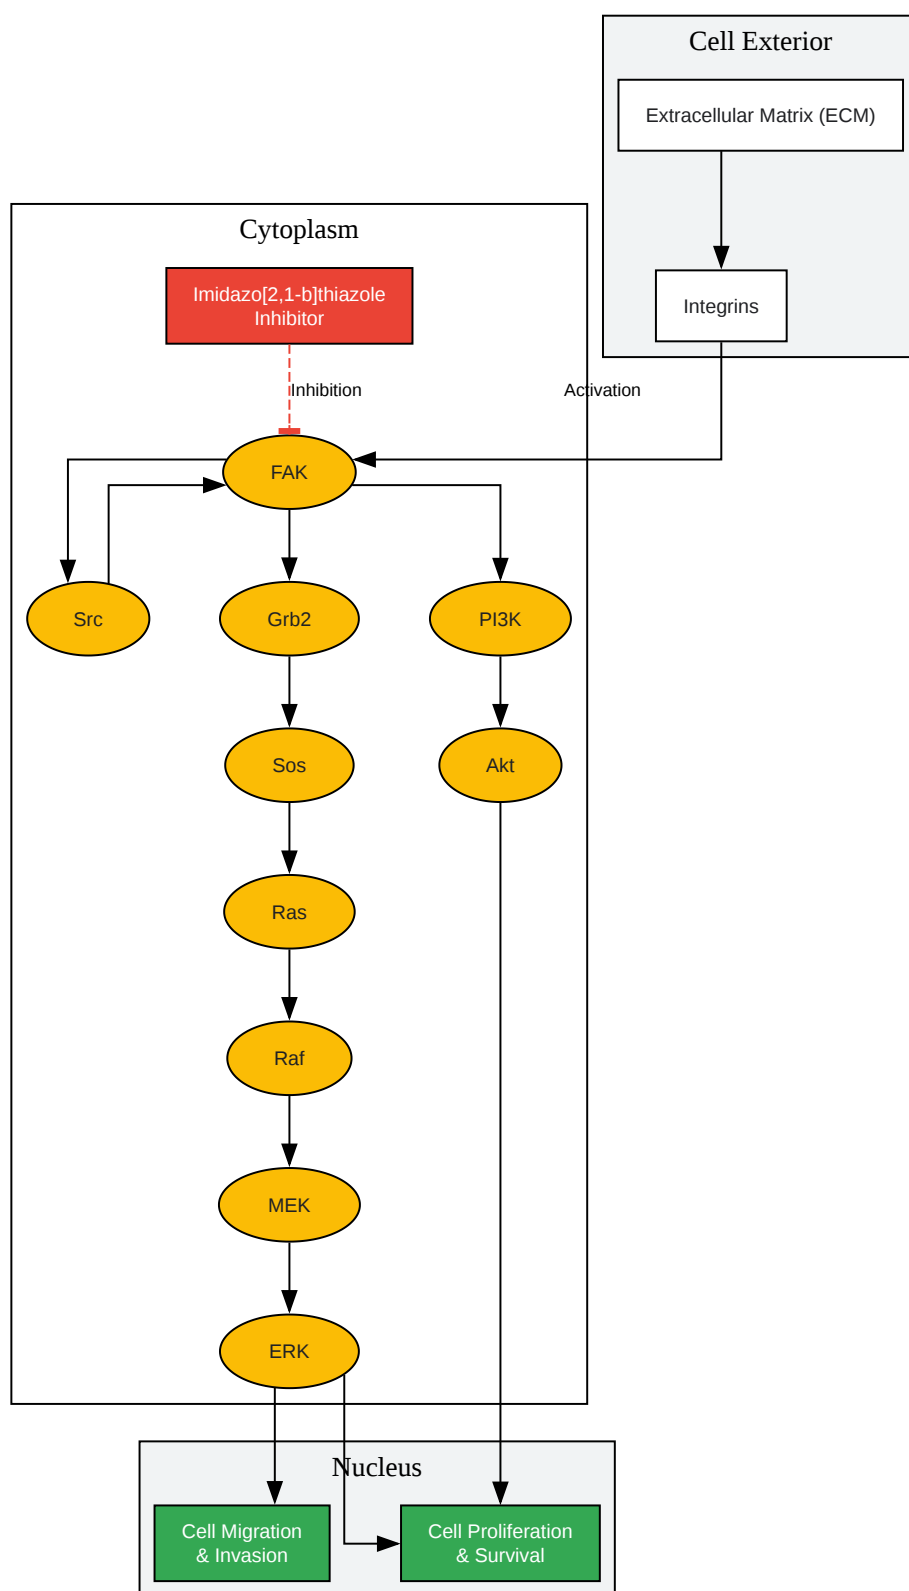 Cell Exterior
Extracellular Matrix (ECM)
Cytoplasm
Imidazo[2,1-b]thiazole
Inhibitor
Integrins
Inhibition
Activation
FAK
Src
Grb2
PI3K
Sos
Akt
Ras
Raf
MEK
ERK
Nucleus
Cell Migration
& Invasion
Cell Proliferation
& Survival